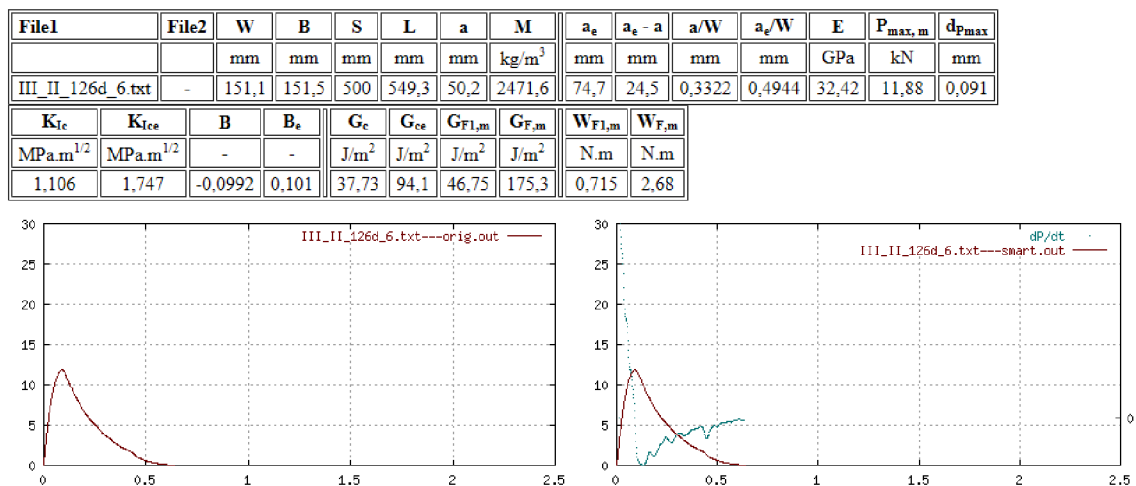 File1 File2 W B S L a M a_e a_e - a a/W a_e/W E P_max, m d_Pmax
mm mm mm mm mm kg/m³ mm mm mm mm GPa kN mm
III_II_126d_6.txt - 151,1 151,5 500 549,3 50,2 2471,6 74,7 24,5 0,3322 0,4944 32,42 11,88 0,091
K_Ic K_Ice B B_e G_c G_ce G_F1,m G_F,m W_F1,m W_F,m
MPa.m^1/2 MPa.m^1/2 - - J/m² J/m² J/m² J/m² N.m N.m
1,106 1,747 -0,0992 0,101 37,73 94,1 46,75 175,3 0,715 2,68
30
25
20
15
10
5
0
0 0.5 1 1.5 2 2.5
III_II_126d_6.txt---orig.out
30
25
20
15
10
5
0
0 0.5 1 1.5 2 2.5
dP/dt
III_II_126d_6.txt---smart.out
0